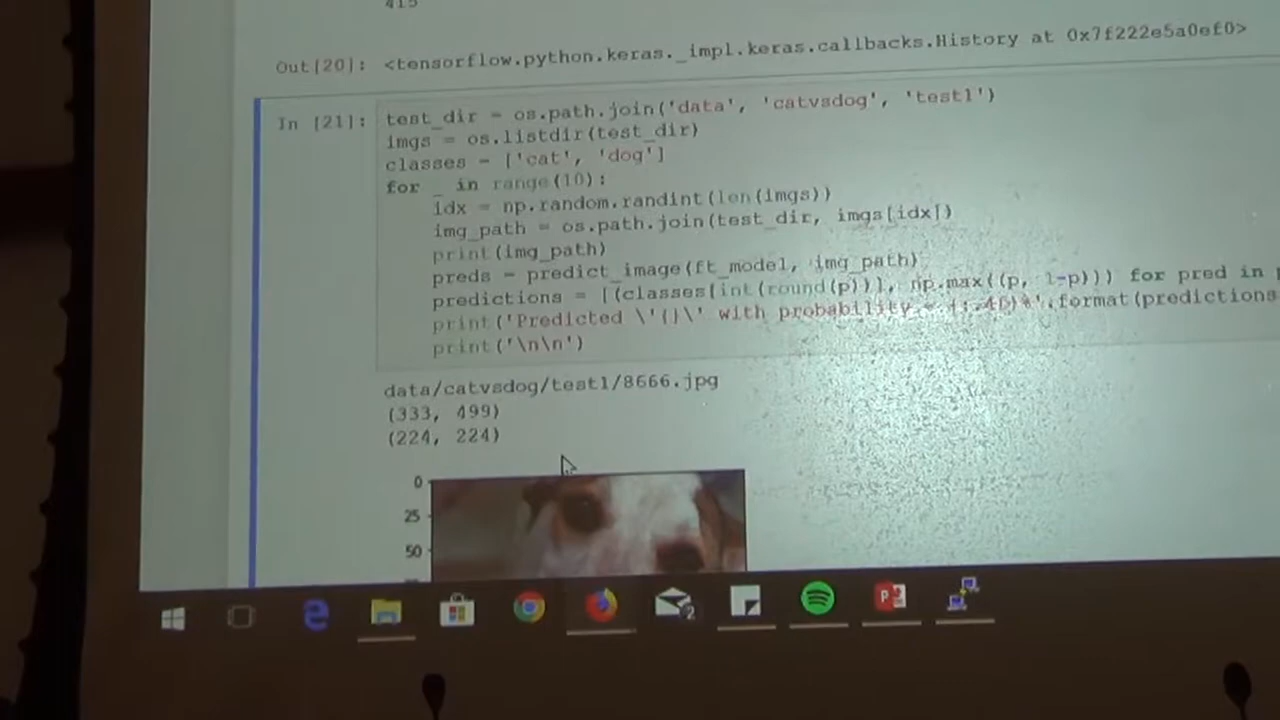 415
Out[20]: <tensorflow.python.keras._impl.keras.callbacks.History at 0x7f222e5a0ef0>
In [21]: test_dir = os.path.join('data', 'catvsdog', 'test1')
imgs = os.listdir(test_dir)
classes = ['cat', 'dog']
for _ in range(10):
idx = np.random.randint(len(imgs))
img_path = os.path.join(test_dir, imgs[idx])
print(img_path)
preds = predict_image(ft_model, img_path)
predictions = [(classes[int(round(p))], np.max((p, 1-p))) for pred in p
print('Predicted \'{}\' with probability = {:.4f}%'.format(predictions
print('\n\n')
data/catvsdog/test1/8666.jpg
(333, 499)
(224, 224)
0
25
50
2